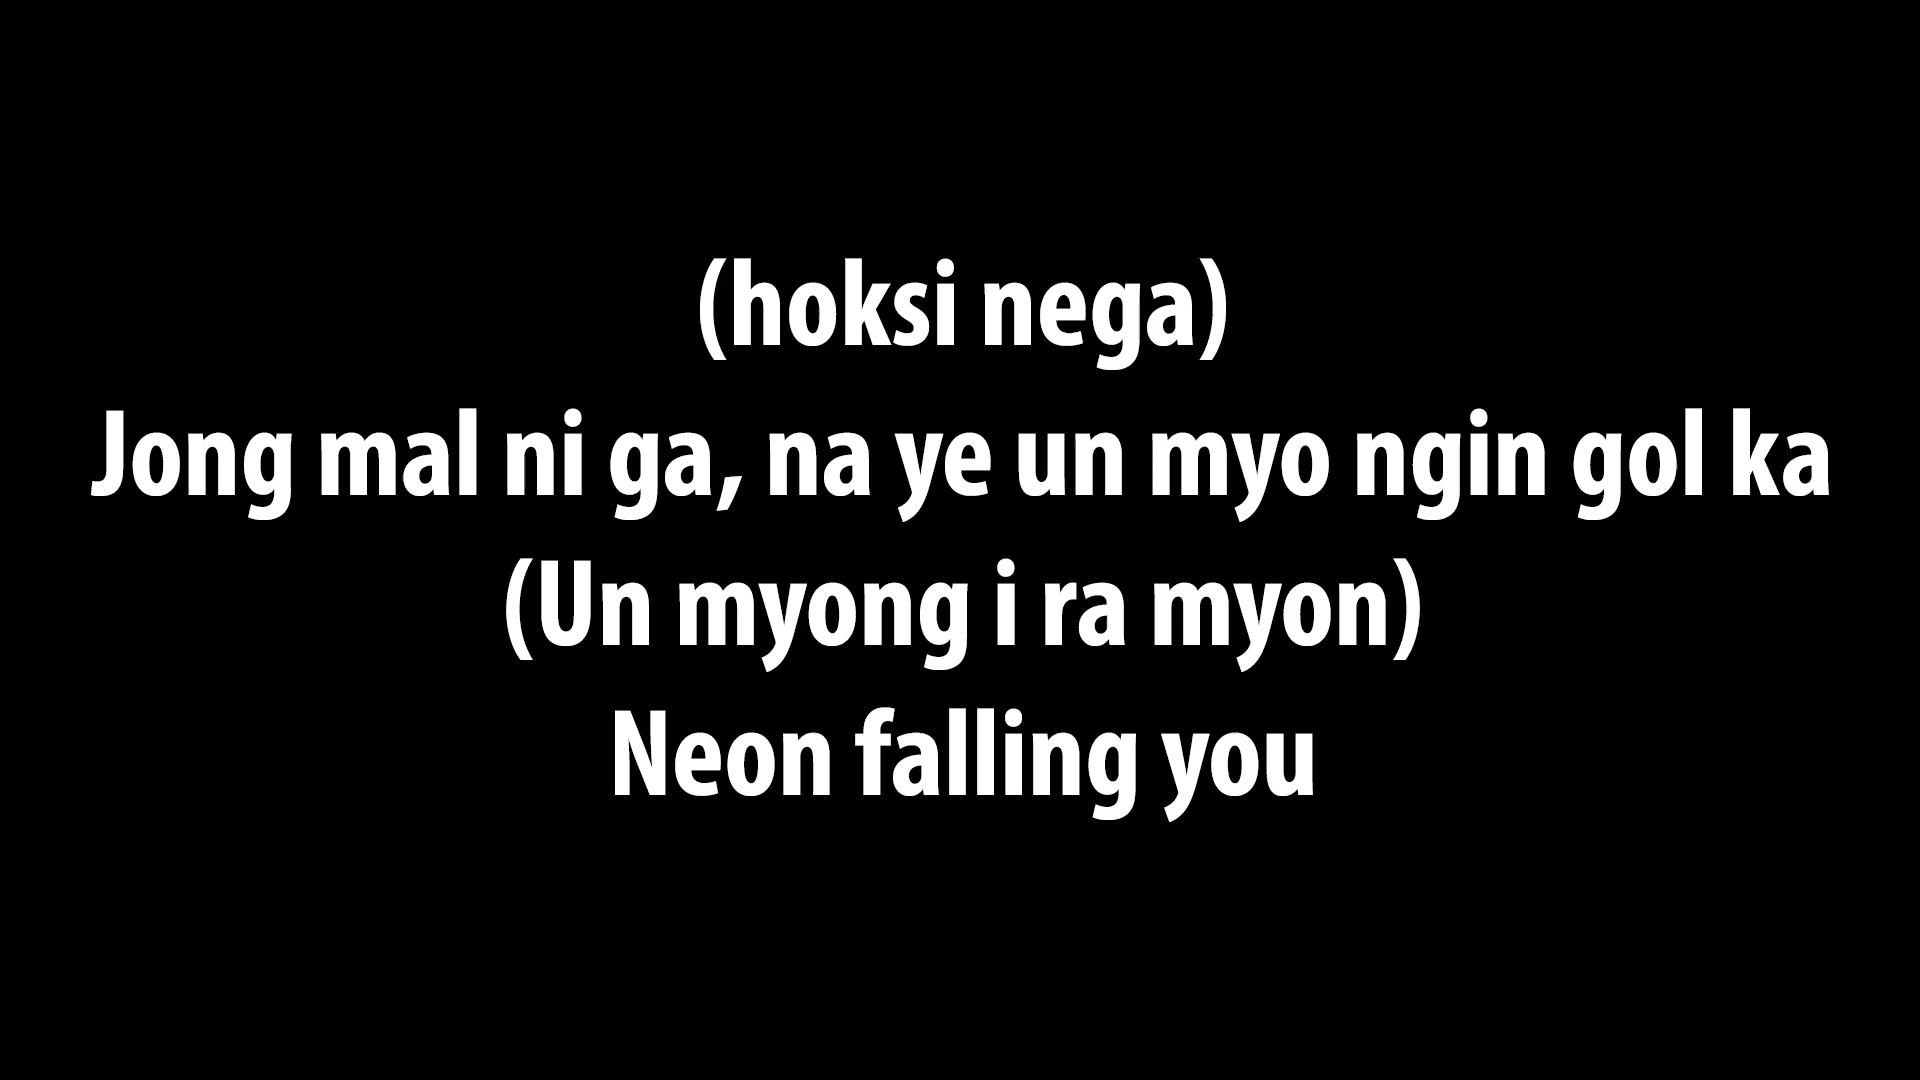 (hoksi nega)
Jong mal ni ga, na ye un myo ngin gol ka
(Un myong i ra myon)
Neon falling you